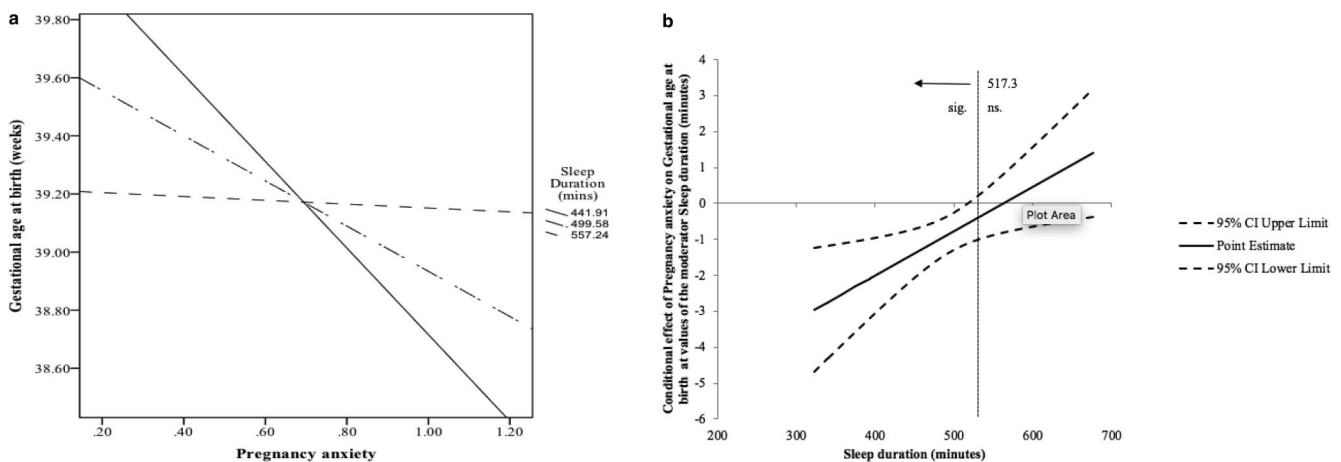 a
39.80
39.60
39.40
39.20
39.00
38.80
38.60
Gestational age at birth (weeks)
.20 .40 .60 .80 1.00 1.20
Pregnancy anxiety
Sleep
Duration
(mins)
441.91
499.58
557.24
b
Conditional effect of Pregnancy anxiety on Gestational age at
birth at values of the moderator Sleep duration (minutes)
4
3
2
1
0
-1
-2
-3
-4
-5
-6
517.3
sig. ns.
Plot Area
200 300 400 500 600 700
Sleep duration (minutes)
95% CI Upper Limit
Point Estimate
95% CI Lower Limit